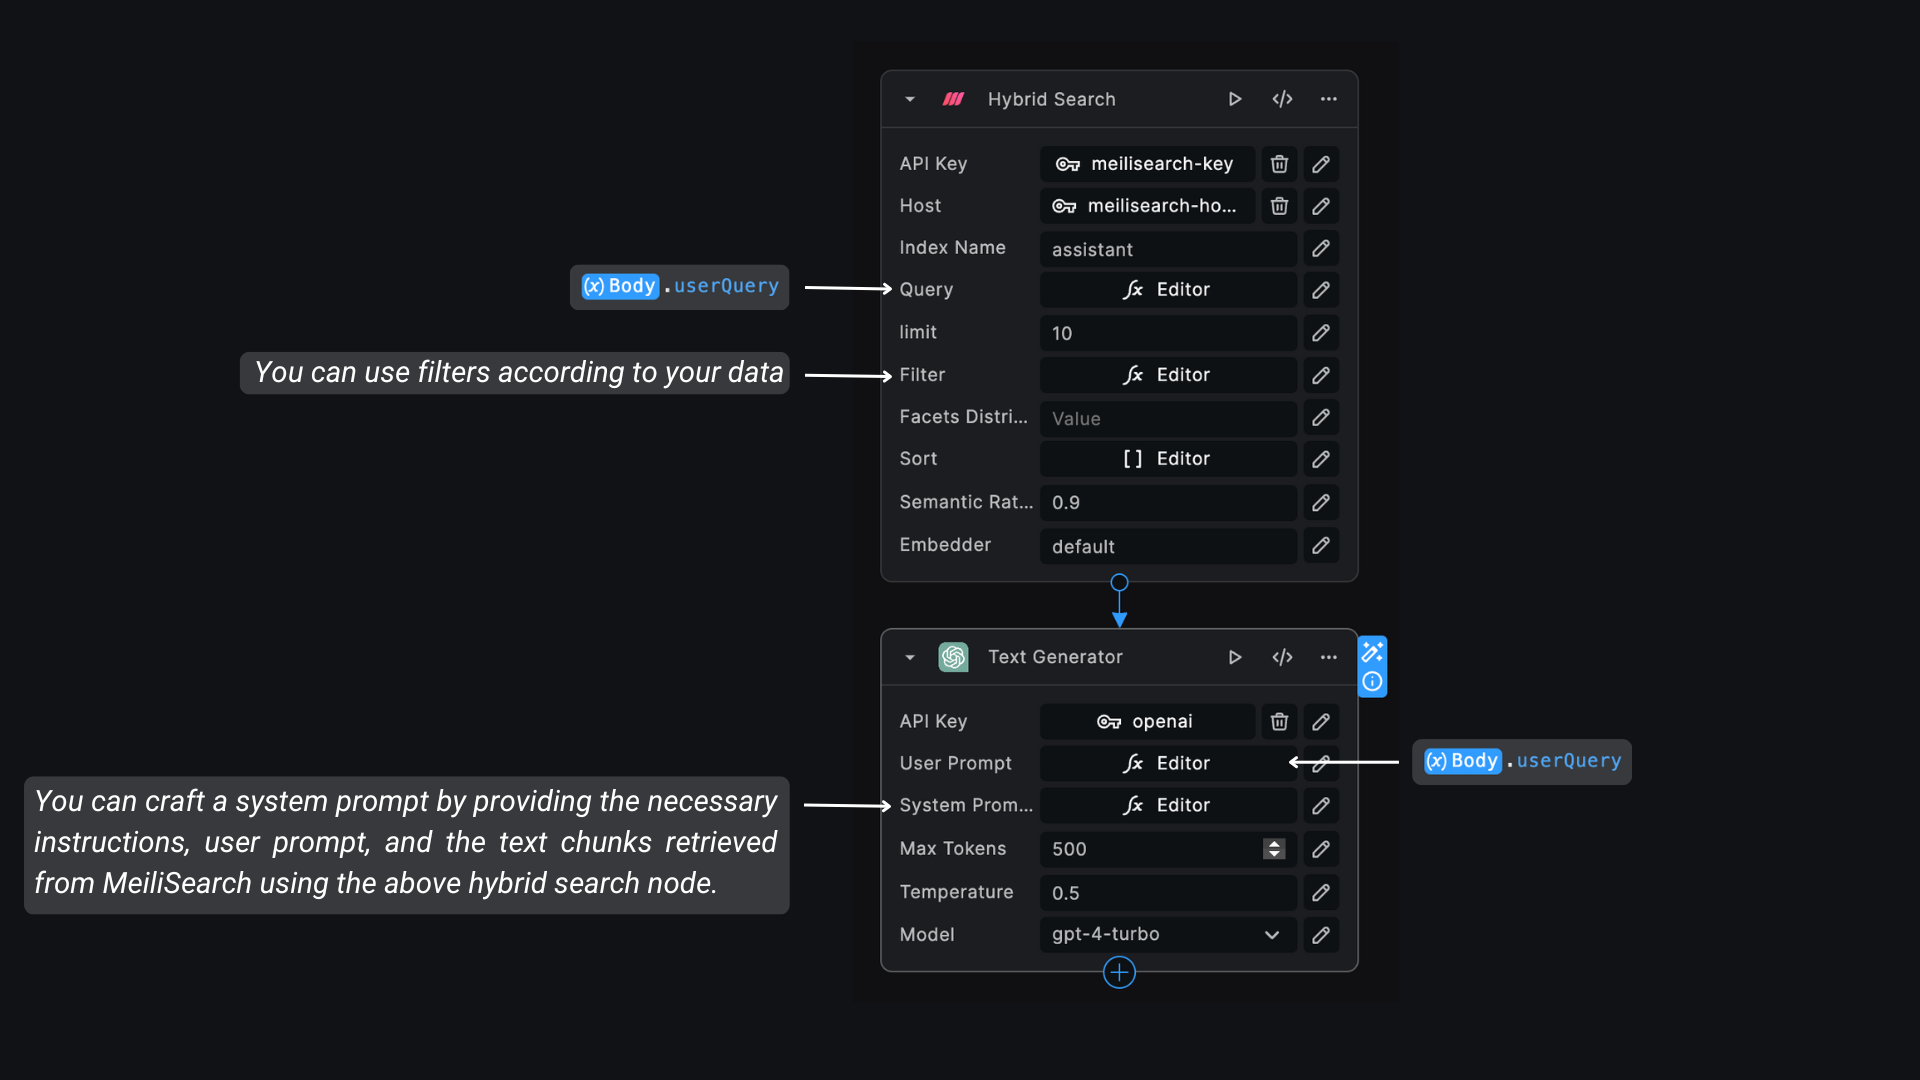 Hybrid Search
API Key
meilisearch-key
Host
meilisearch-ho...
Index Name
assistant
(x) Body.userQuery
Query
fx Editor
limit
10
You can use filters according to your data
Filter
fx Editor
Facets Distri...
Value
Sort
[ ] Editor
Semantic Rat...
0.9
Embedder
default
Text Generator
API Key
openai
User Prompt
fx Editor
(x) Body.userQuery
You can craft a system prompt by providing the necessary
instructions, user prompt, and the text chunks retrieved
from MeiliSearch using the above hybrid search node.
System Prom...
fx Editor
Max Tokens
500
Temperature
0.5
Model
gpt-4-turbo